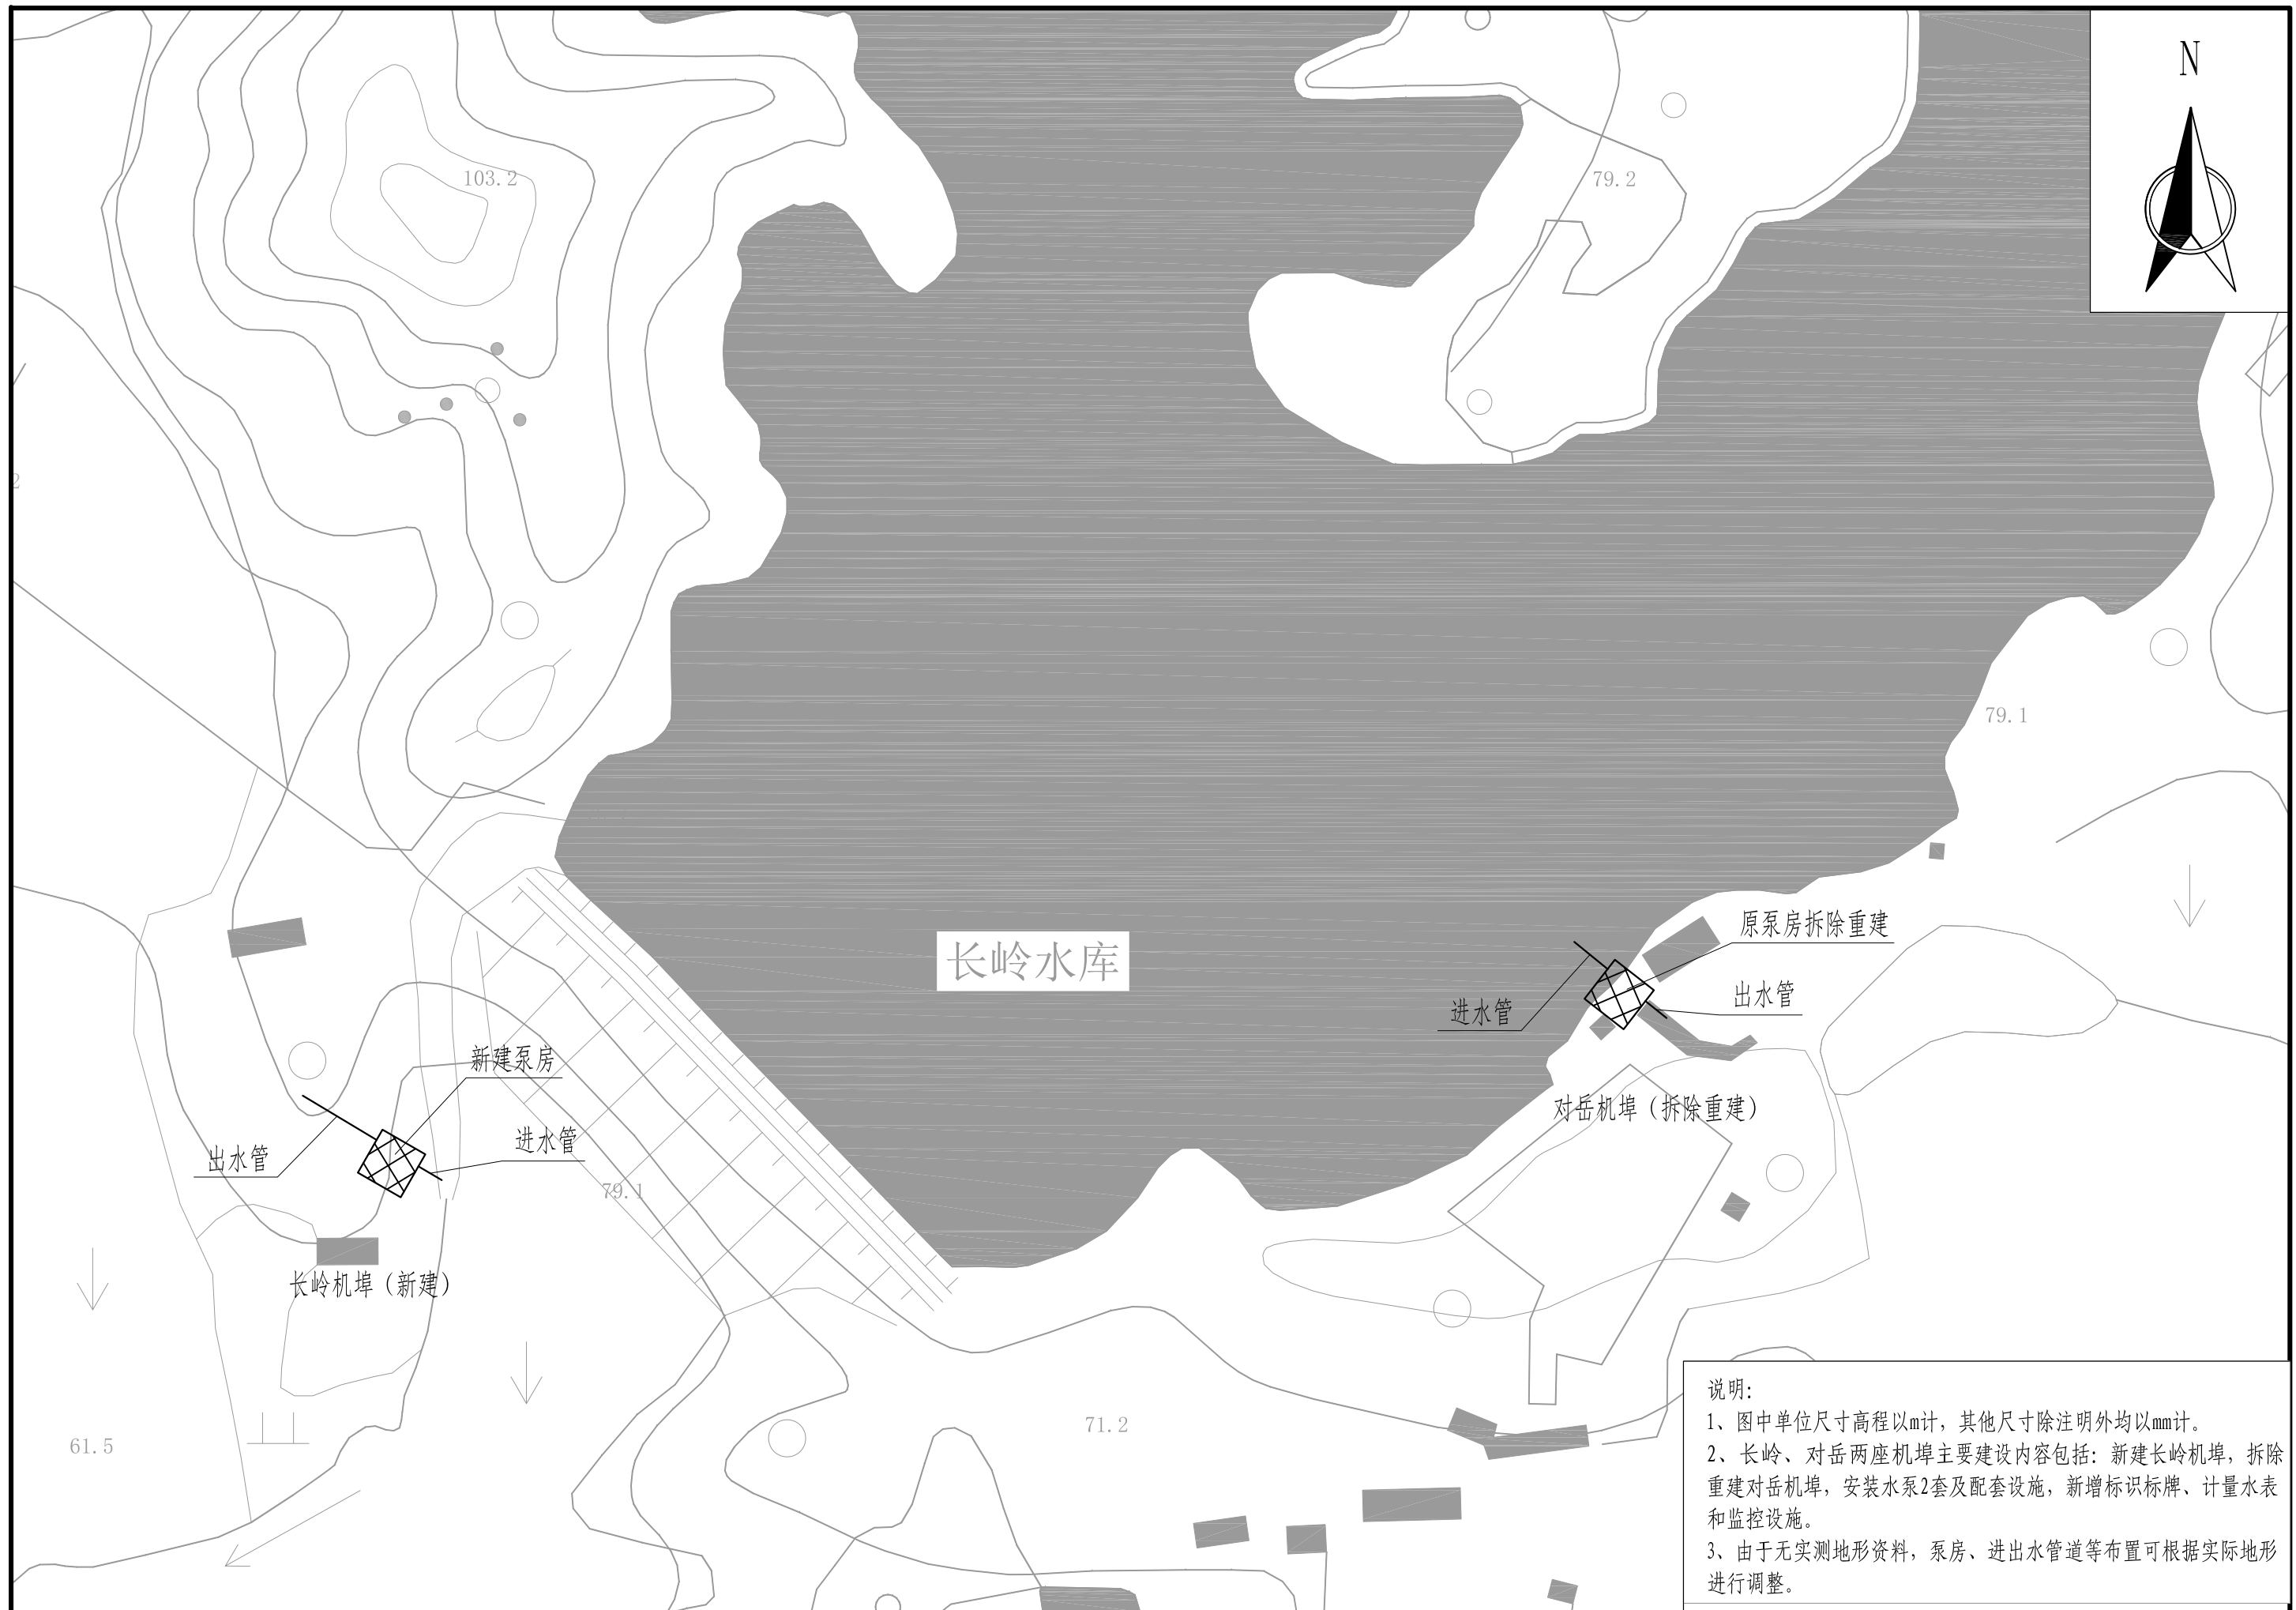 N
103.2
79.2
2
79.1
原泵房拆除重建
长岭水库
出水管
进水管
新建泵房
对岳机埠（拆除重建）
进水管
出水管
79.1
长岭机埠（新建）
71.2
61.5
说明：
1、图中单位尺寸高程以m计，其他尺寸除注明外均以mm计。
2、长岭、对岳两座机埠主要建设内容包括：新建长岭机埠，拆除
重建对岳机埠，安装水泵2套及配套设施，新增标识标牌、计量水表
和监控设施。
3、由于无实测地形资料，泵房、进出水管道等布置可根据实际地形
进行调整。